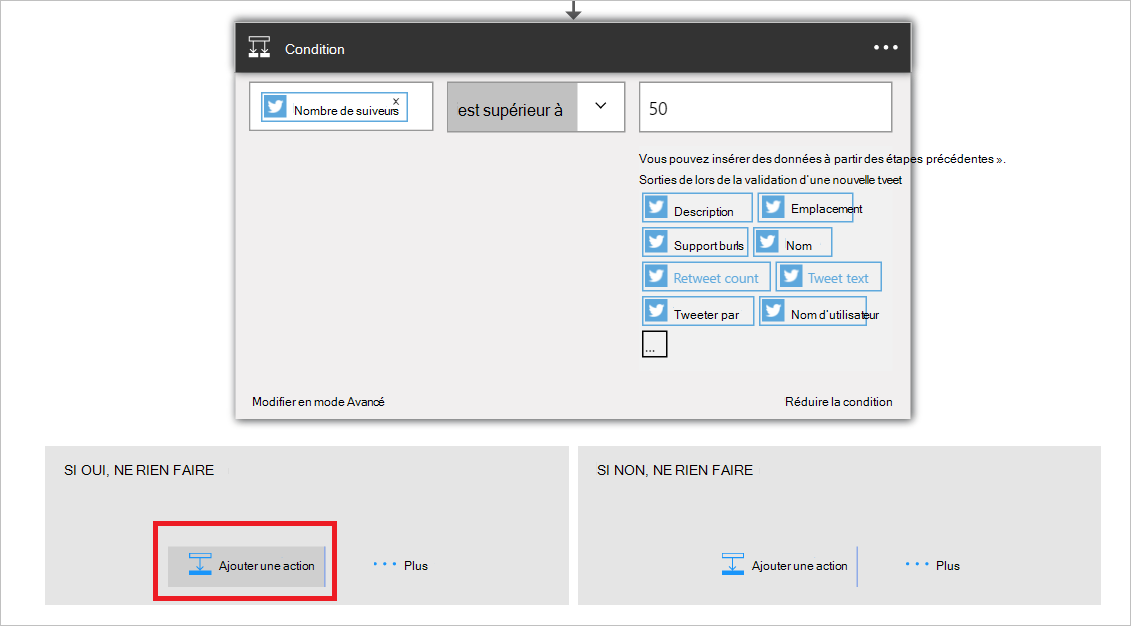 Condition
Nombre de suiveurs x
est supérieur à
50
Vous pouvez insérer des données à partir des étapes précédentes ».
Sorties de lors de la validation d'une nouvelle tveet
Description Emplacement
Support burls Nom
Retweet count Tweet text
Tweeter par Nom d'utilisateur
...
Modifier en mode Avancé Réduire la condition
SI OUI, NE RIEN FAIRE
Ajouter une action Plus
SI NON, NE RIEN FAIRE
Ajouter une action Plus